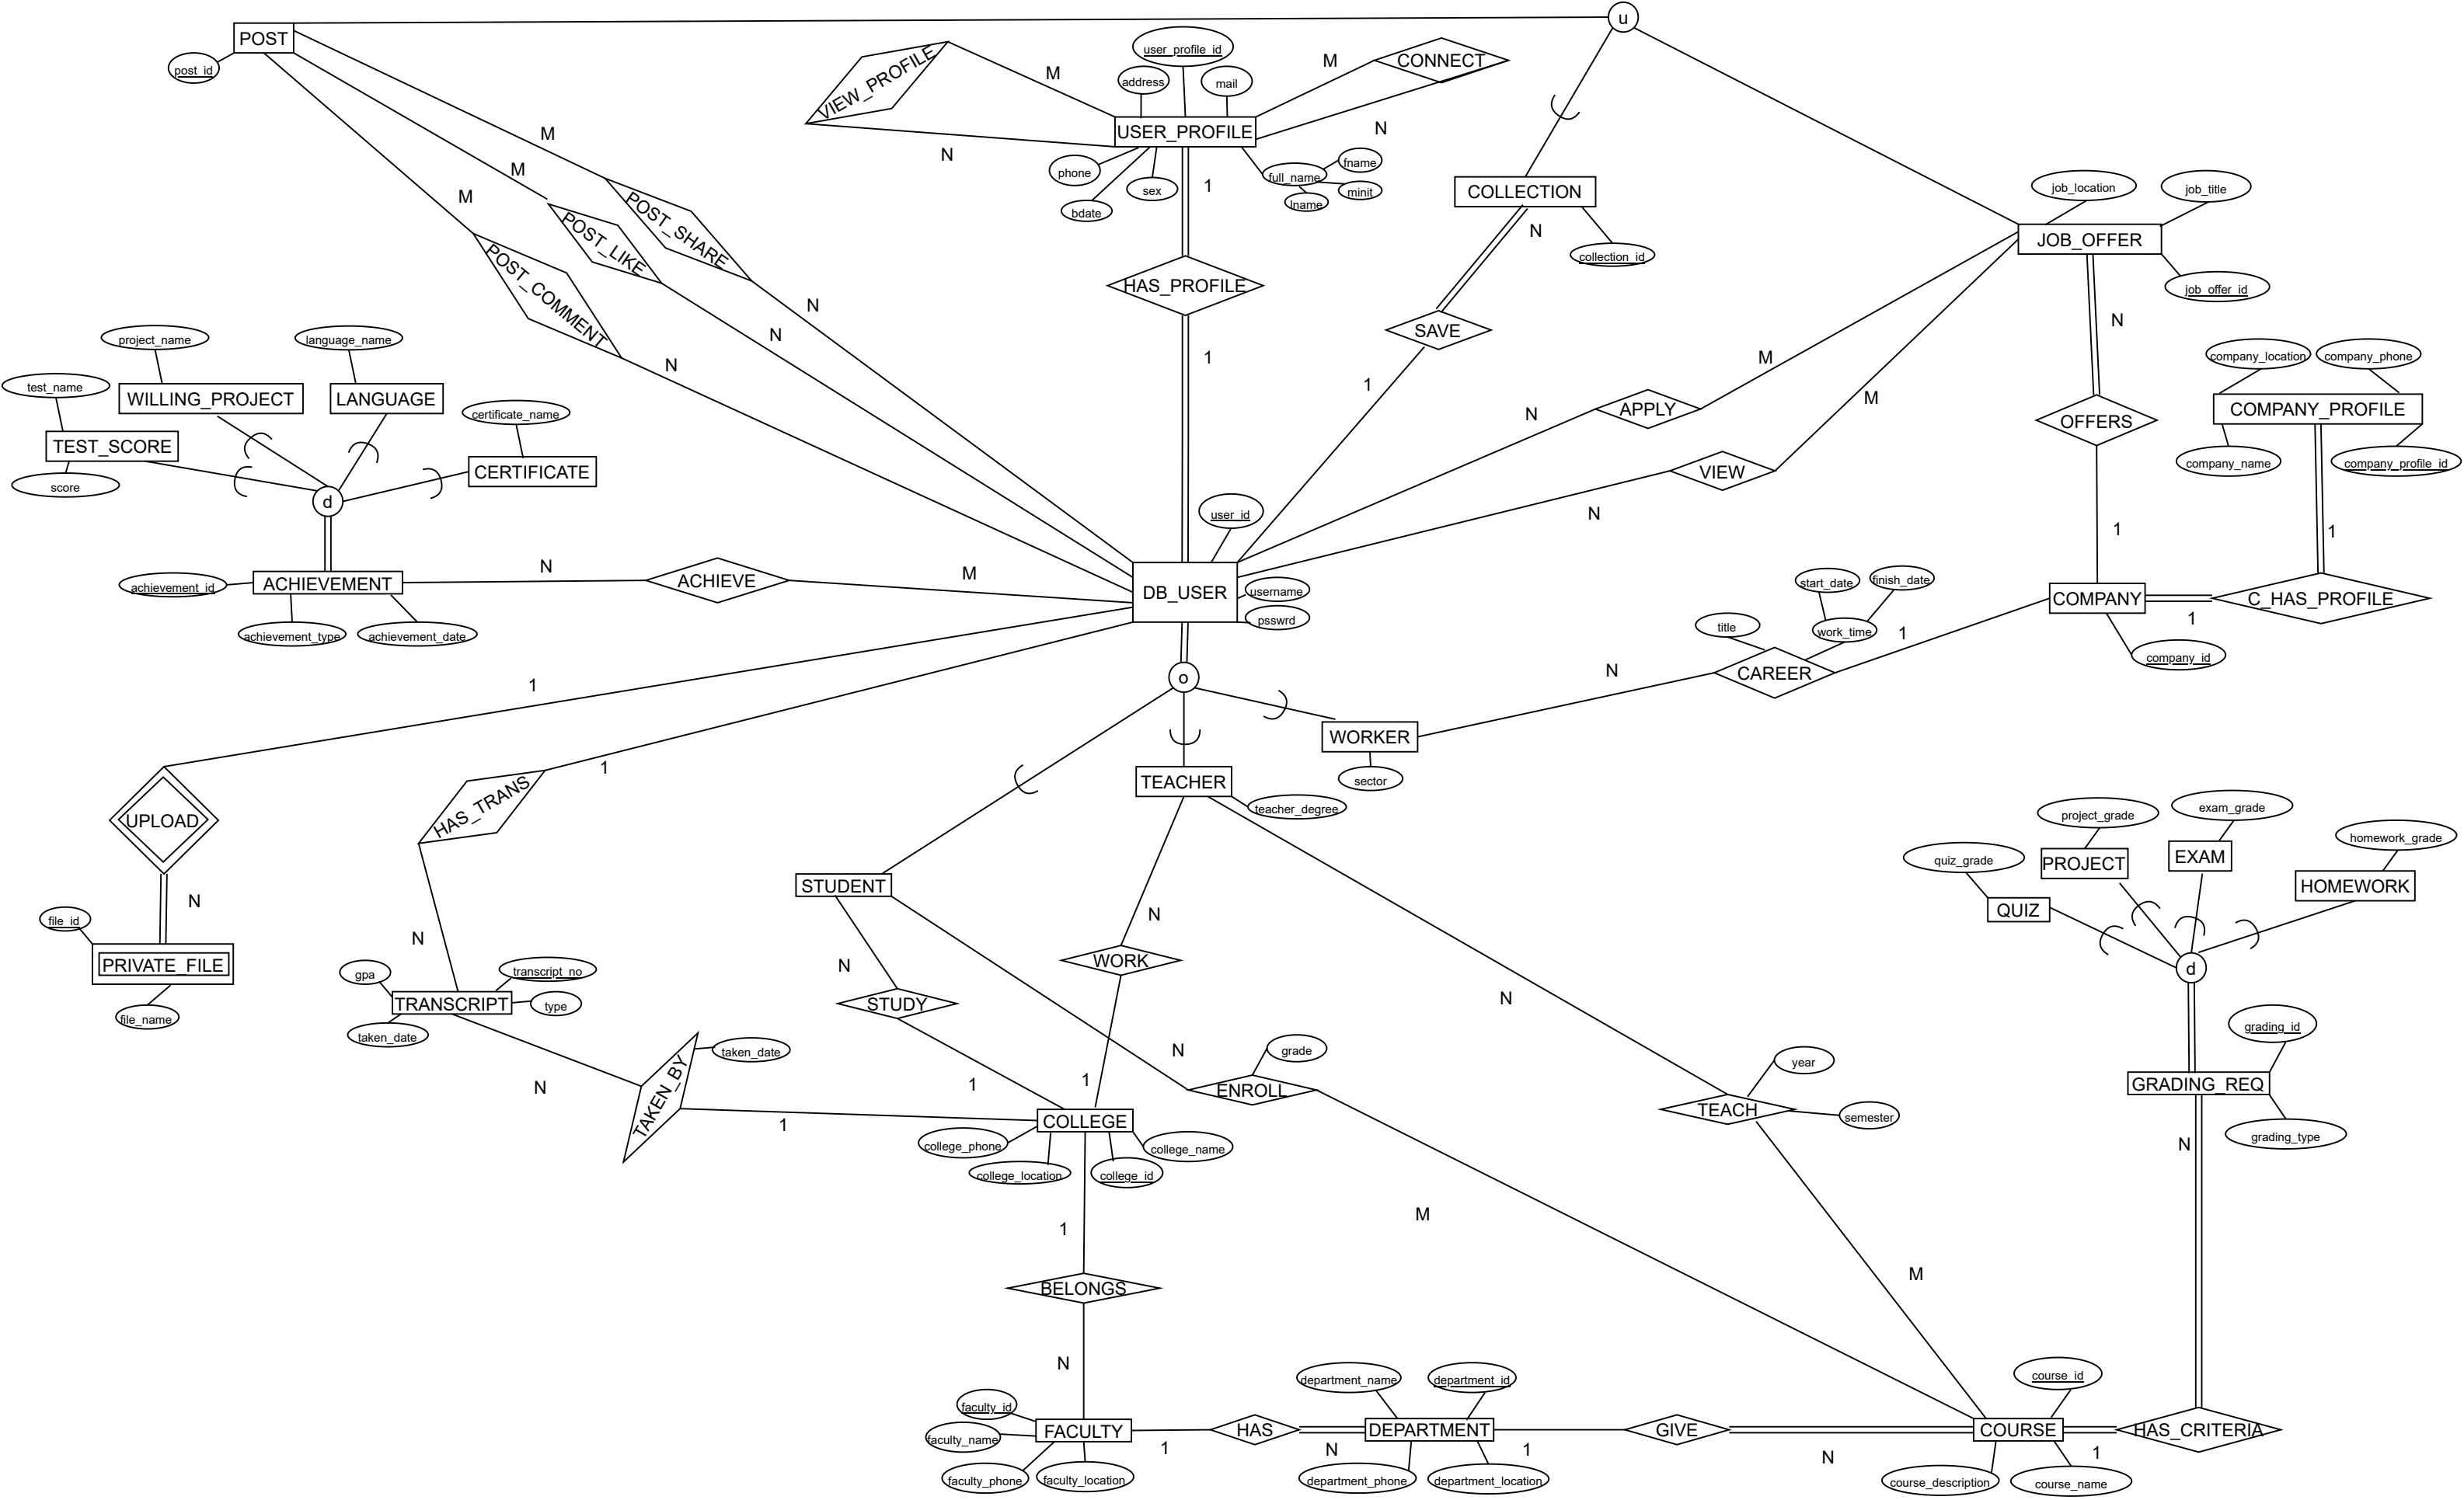 u
POST
post_id
user_profile_id
address
mail
M
M
CONNECT
VIEW_PROFILE
USER_PROFILE
N
N
phone
sex
bdate
full_name
fname
minit
lname
1
HAS_PROFILE
1
COLLECTION
collection_id
N
SAVE
1
job_location
job_title
JOB_OFFER
job_offer_id
M
M
M
POST_SHARE
POST_LIKE
POST_COMMENT
N
N
N
N
OFFERS
1
company_location
company_phone
COMPANY_PROFILE
company_name
company_profile_id
1
M
APPLY
N
M
VIEW
N
project_name
language_name
test_name
WILLING_PROJECT
LANGUAGE
certificate_name
TEST_SCORE
CERTIFICATE
score
d
achievement_id
ACHIEVEMENT
achievement_type
achievement_date
N
ACHIEVE
M
user_id
DB_USER
username
psswrd
o
start_date
finish_date
title
work_time
CAREER
1
N
COMPANY
1
C_HAS_PROFILE
company_id
WORKER
sector
TEACHER
teacher_degree
1
1
UPLOAD
HAS_TRANS
N
N
file_id
PRIVATE_FILE
file_name
gpa
transcript_no
TRANSCRIPT
type
taken_date
STUDENT
N
N
WORK
STUDY
N
N
taken_date
TAKEN_BY
N
1
1
1
ENROLL
grade
COLLEGE
college_phone
college_name
college_location
college_id
M
year
TEACH
semester
M
exam_grade
project_grade
homework_grade
quiz_grade
PROJECT
EXAM
HOMEWORK
QUIZ
d
grading_id
GRADING_REQ
grading_type
N
1
BELONGS
N
faculty_id
FACULTY
faculty_name
faculty_phone
faculty_location
1
HAS
N
department_name
department_id
DEPARTMENT
department_phone
department_location
1
GIVE
N
course_id
COURSE
course_description
course_name
1
HAS_CRITERIA